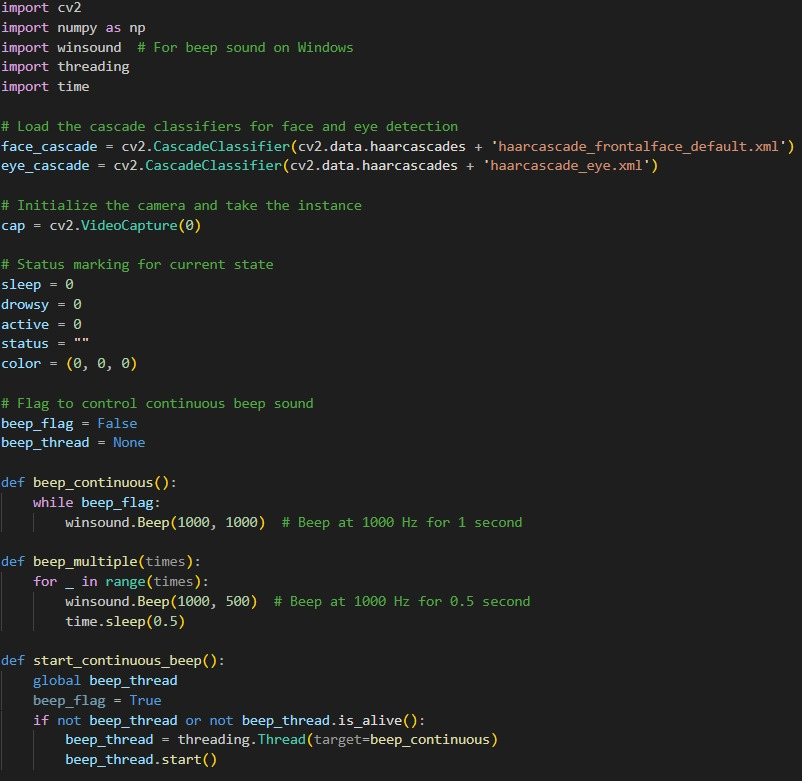 import cv2
import numpy as np
import winsound  # For beep sound on Windows
import threading
import time

# Load the cascade classifiers for face and eye detection
face_cascade = cv2.CascadeClassifier(cv2.data.haarcascades + 'haarcascade_frontalface_default.xml')
eye_cascade = cv2.CascadeClassifier(cv2.data.haarcascades + 'haarcascade_eye.xml')

# Initialize the camera and take the instance
cap = cv2.VideoCapture(0)

# Status marking for current state
sleep = 0
drowsy = 0
active = 0
status = ""
color = (0, 0, 0)

# Flag to control continuous beep sound
beep_flag = False
beep_thread = None

def beep_continuous():
    while beep_flag:
        winsound.Beep(1000, 1000)  # Beep at 1000 Hz for 1 second

def beep_multiple(times):
    for _ in range(times):
        winsound.Beep(1000, 500)  # Beep at 1000 Hz for 0.5 second
        time.sleep(0.5)

def start_continuous_beep():
    global beep_thread
    beep_flag = True
    if not beep_thread or not beep_thread.is_alive():
        beep_thread = threading.Thread(target=beep_continuous)
        beep_thread.start()